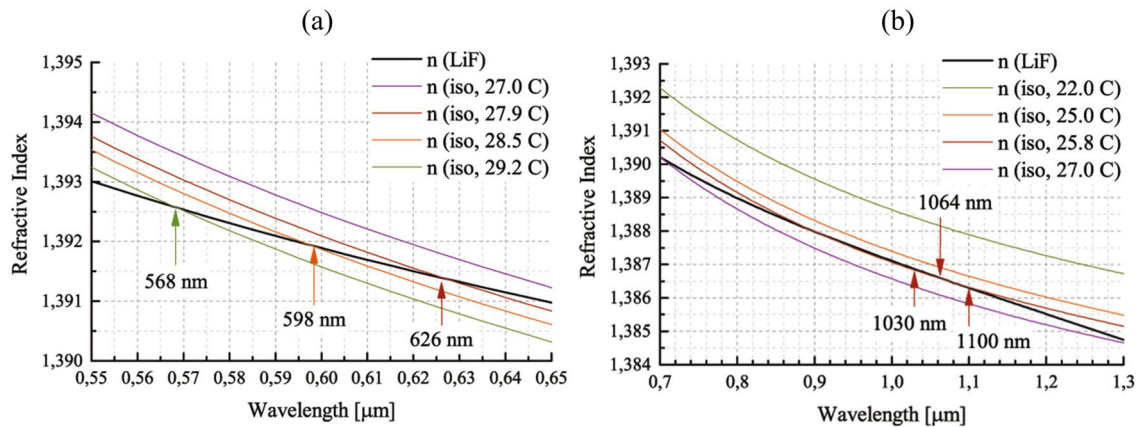 (a)
(b)
1,395
1,394
1,393
1,392
1,391
1,390
Refractive Index
n (LiF)
n (iso, 27.0 C)
n (iso, 27.9 C)
n (iso, 28.5 C)
n (iso, 29.2 C)
568 nm
598 nm
626 nm
0,55 0,56 0,57 0,58 0,59 0,60 0,61 0,62 0,63 0,64 0,65
Wavelength [μm]
1,393
1,392
1,391
1,390
1,389
1,388
1,387
1,386
1,385
1,384
Refractive Index
n (LiF)
n (iso, 22.0 C)
n (iso, 25.0 C)
n (iso, 25.8 C)
n (iso, 27.0 C)
1064 nm
1030 nm
1100 nm
0,7 0,8 0,9 1,0 1,1 1,2 1,3
Wavelength [μm]